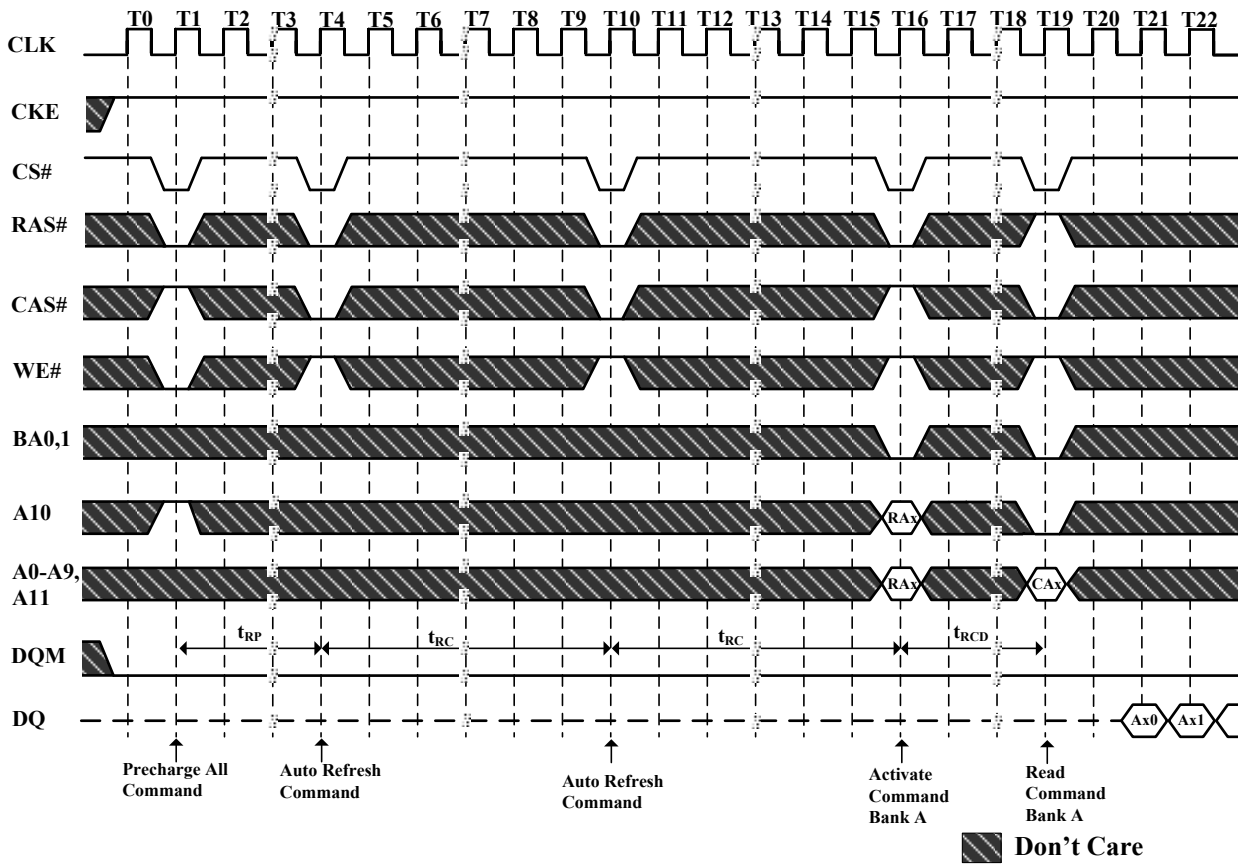 T0 T1 T2 T3 T4 T5 T6 T7 T8 T9 T10 T11 T12 T13 T14 T15 T16 T17 T18 T19 T20 T21 T22
CLK
CKE
CS#
RAS#
CAS#
WE#
BA0,1
A10 RAx
A0-A9,
A11 RAx CAx
tRP tRC tRC tRCD
DQM
DQ Ax0 Ax1
Precharge All
Command
Auto Refresh
Command
Auto Refresh
Command
Activate
Command
Bank A
Read
Command
Bank A
Don't Care